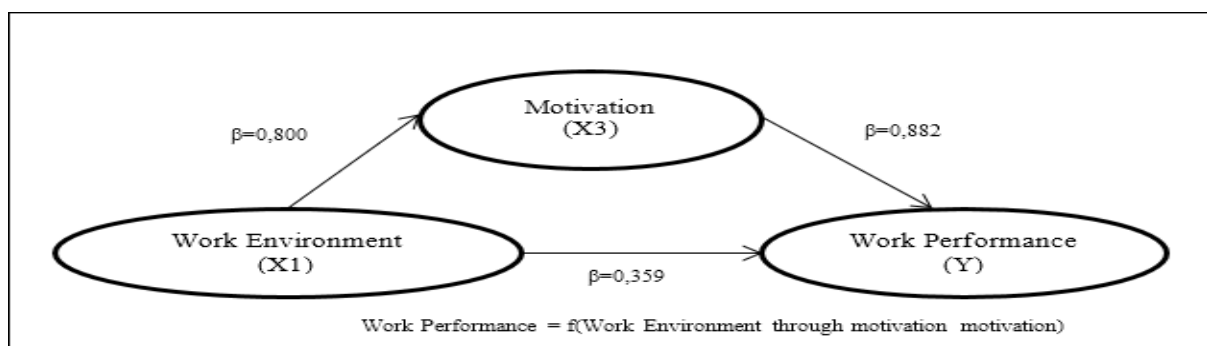 Motivation
(X3)
β=0,800
β=0,882
Work Environment
(X1)
Work Performance
(Y)
β=0,359
Work Performance = f(Work Environment through motivation motivation)